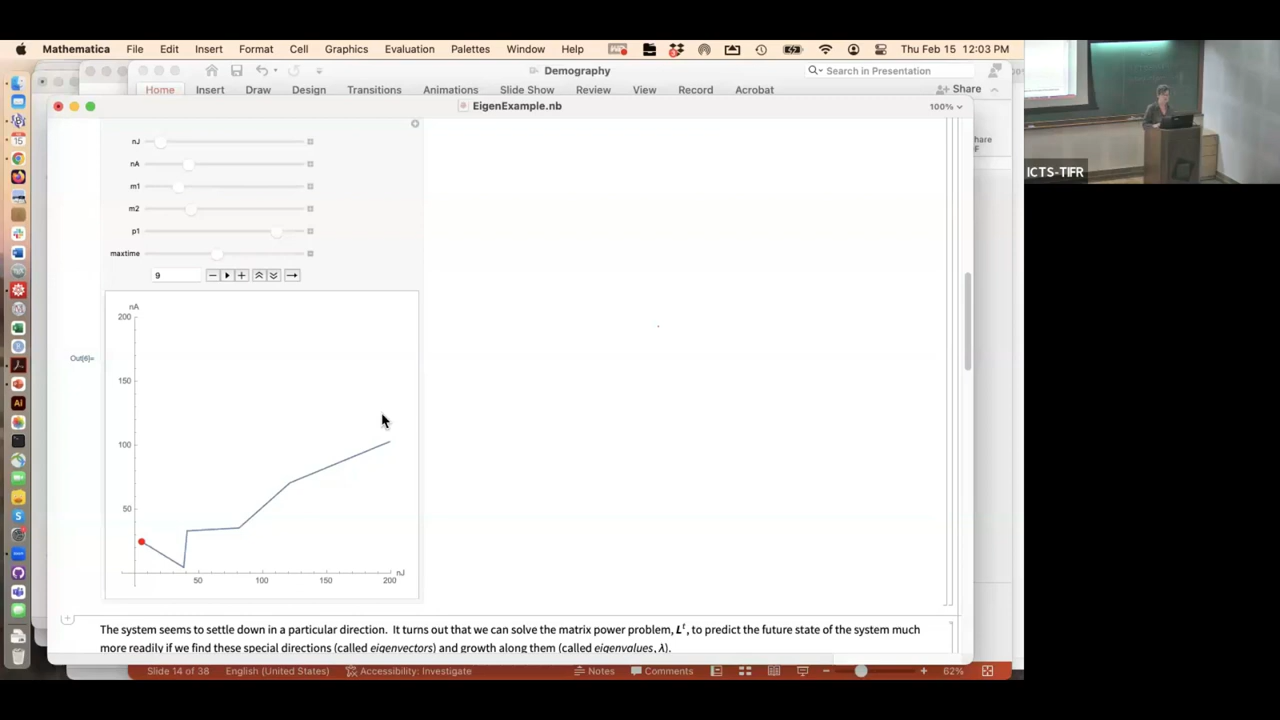 Mathematica File Edit Insert Format Cell Graphics Evaluation Palettes Window Help Thu Feb 15 12:03 PM
Demography
Search in Presentation
Home Insert Draw Design Transitions Animations Slide Show Review View Record Acrobat Share
EigenExample.nb
100%
nJ
nA
m1
m2
p1
maxtime
9
nA
200
150
100
50
50 100 150 200 nJ
Out[6]=
The system seems to settle down in a particular direction. It turns out that we can solve the matrix power problem, Lᵗ, to predict the future state of the system much
more readily if we find these special directions (called eigenvectors) and growth along them (called eigenvalues, λ).
Slide 14 of 38 English (United States) Accessibility: Investigate Notes Comments 62%
ICTS-TIFR